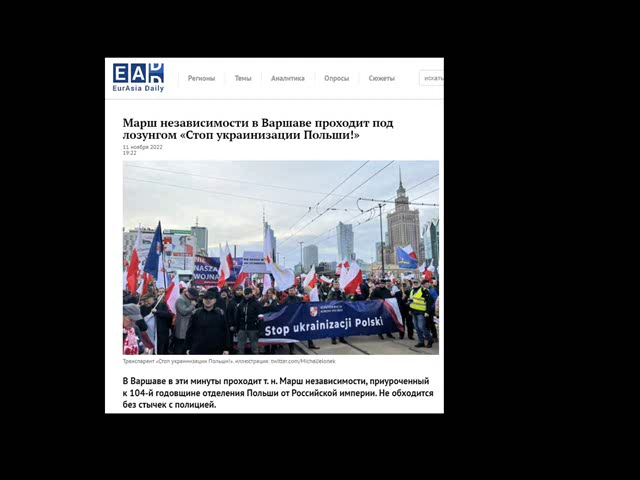 EADD
EurAsia Daily
Регионы
Темы
Аналитика
Опросы
Сюжеты
искать
Марш независимости в Варшаве проходит под
лозунгом «Стоп украинизации Польши!»
11 ноября 2022
19:22
NASZA
WOJNA
Stop ukrainizacji Polski
Транспарант «Стоп украинизации Польши!» иллюстрация: twitter.com/Michalleleonek
В Варшаве в эти минуты проходит т. н. Марш независимости, приуроченный
к 104-й годовщине отделения Польши от Российской империи. Не обходится
без стычек с полицией.